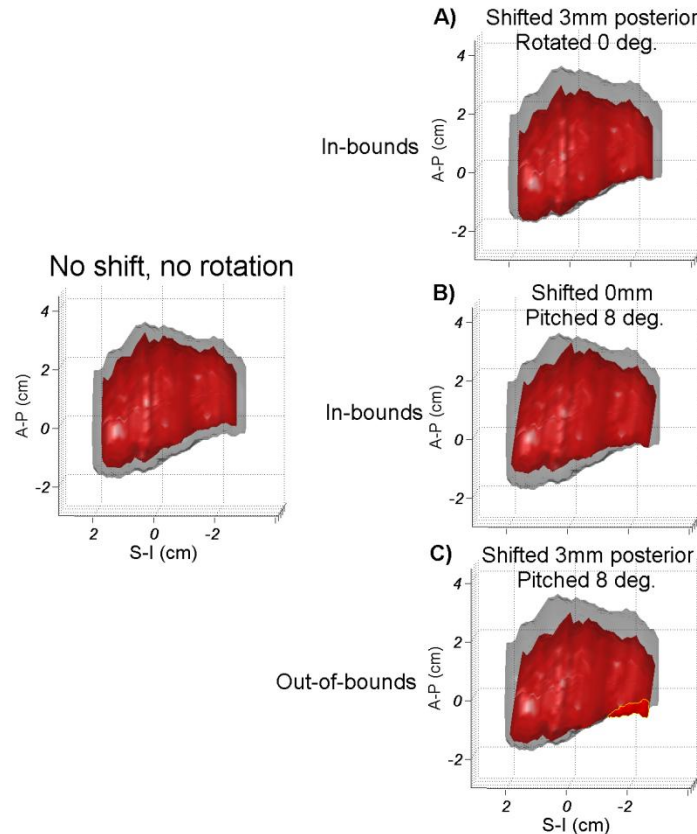 A) Shifted 3mm posterior
Rotated 0 deg.
4
2
0
-2
A-P (cm)
In-bounds
No shift, no rotation
4
2
0
-2
A-P (cm)
2 0 -2
S-I (cm)
B) Shifted 0mm
Pitched 8 deg.
4
2
0
-2
A-P (cm)
In-bounds
C) Shifted 3mm posterior
Pitched 8 deg.
4
2
0
-2
A-P (cm)
Out-of-bounds
2 0 -2
S-I (cm)